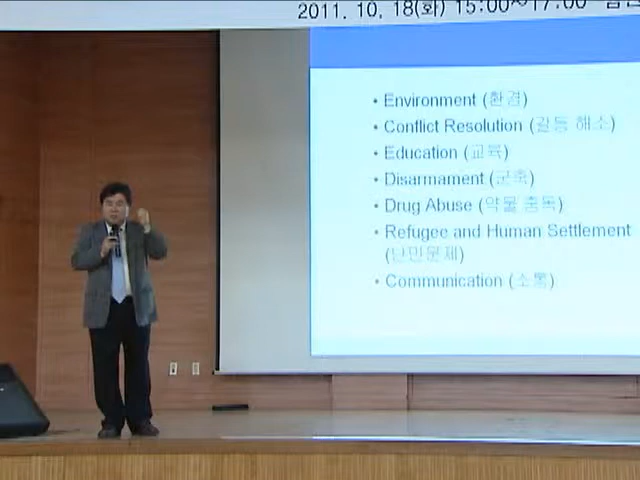 2011. 10. 18(화) 15:00~17:00
• Environment (환경)
• Conflict Resolution (갈등 해소)
• Education (교육)
• Disarmament (군축)
• Drug Abuse (약물 중독)
• Refugee and Human Settlement
(난민문제)
• Communication (소통)